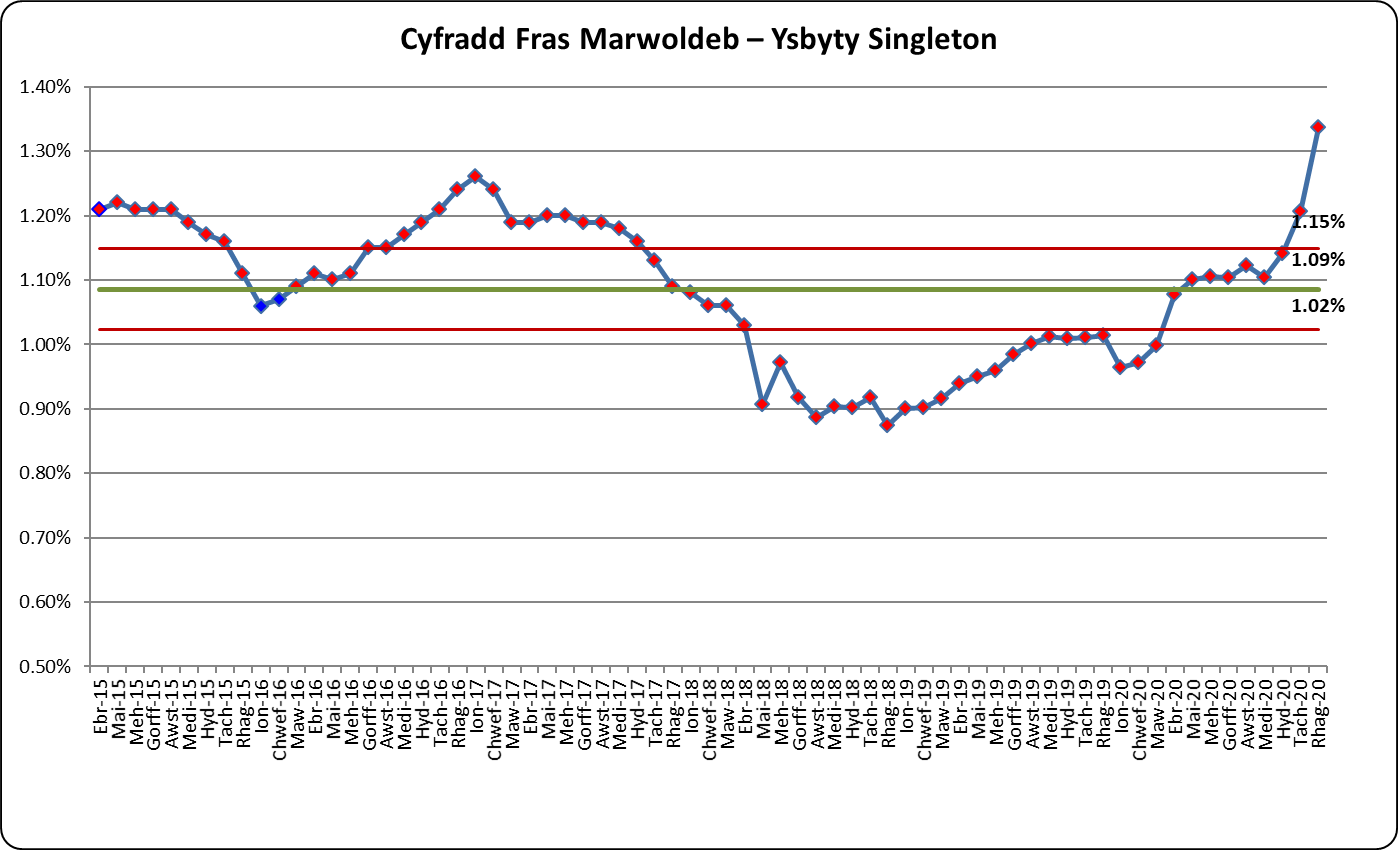 Cyfradd Fras Marwoldeb – Ysbyty Singleton
1.40%
1.30%
1.20%
1.10%
1.00%
0.90%
0.80%
0.70%
0.60%
0.50%
1.15%
1.09%
1.02%
Ebr-15
Mai-15
Meh-15
Gorff-15
Awst-15
Medi-15
Hyd-15
Tach-15
Rhag-15
Ion-16
Chwef-16
Maw-16
Ebr-16
Mai-16
Meh-16
Gorff-16
Awst-16
Medi-16
Hyd-16
Tach-16
Rhag-16
Ion-17
Chwef-17
Maw-17
Ebr-17
Mai-17
Meh-17
Gorff-17
Awst-17
Medi-17
Hyd-17
Tach-17
Rhag-17
Ion-18
Chwef-18
Maw-18
Ebr-18
Mai-18
Meh-18
Gorff-18
Awst-18
Medi-18
Hyd-18
Tach-18
Rhag-18
Ion-19
Chwef-19
Maw-19
Ebr-19
Mai-19
Meh-19
Gorff-19
Awst-19
Medi-19
Hyd-19
Tach-19
Rhag-19
Ion-20
Chwef-20
Maw-20
Ebr-20
Mai-20
Meh-20
Gorff-20
Awst-20
Medi-20
Hyd-20
Tach-20
Rhag-20